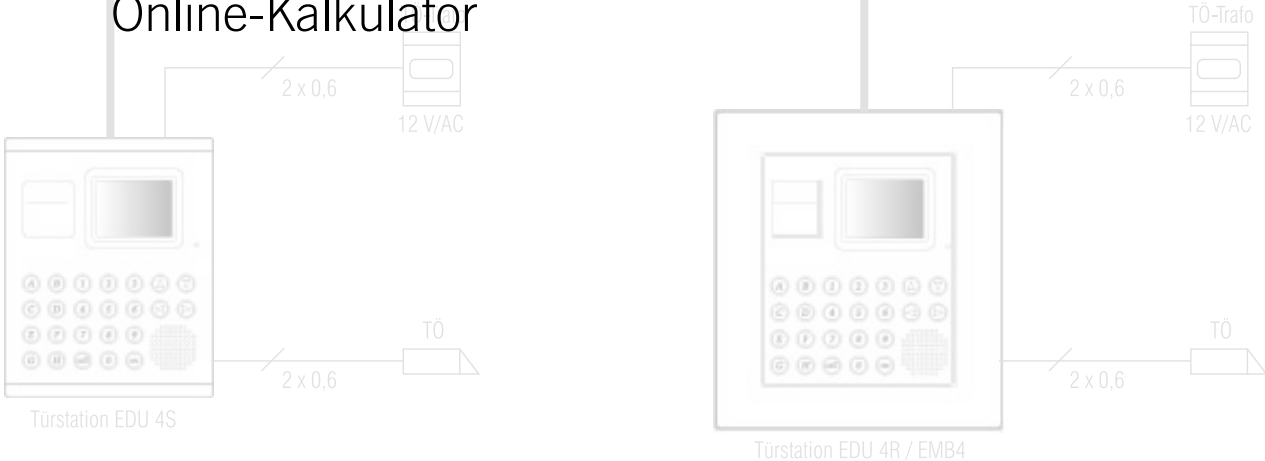 Online-Kalkulator
TÖ-Trafo
2 x 0,6
2 x 0,6
12 V/AC
12 V/AC
TÖ
TÖ
2 x 0,6
2 x 0,6
Türstation EDU 4S
Türstation EDU 4R / EMB4